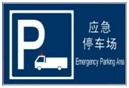 P
应急
停车场
Emergency Parking Area